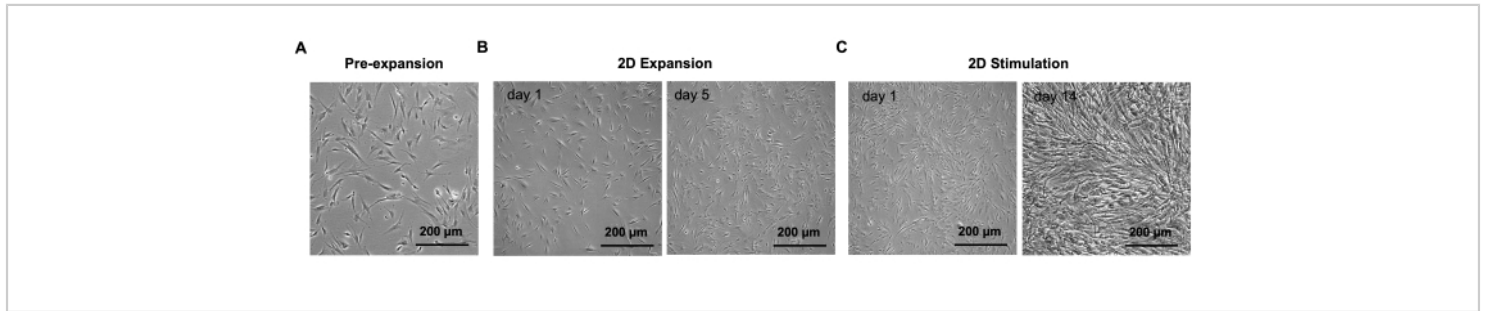 A
Pre-expansion
200 µm
B
2D Expansion
day 1
200 µm
day 5
200 µm
C
2D Stimulation
day 1
200 µm
day 14
200 µm